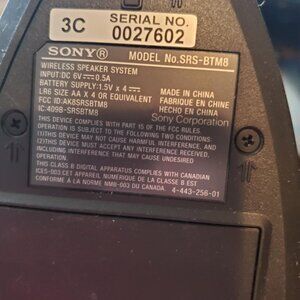 3C
SERIAL NO.
0027602
SONY® MODEL No.SRS-BTM8
WIRELESS SPEAKER SYSTEM
INPUT:DC 6V⎓0.5A
BATTERY SUPPLY:1.5V x 4⎓
LR6 SIZE AA X 4 OR EQUIVALENT
FCC ID:AK8SRSBTM8
IC:409B-SRSBTM8
MADE IN CHINA
FABRIQUÉ EN CHINE
HECHO EN CHINA
Sony Corporation
THIS DEVICE COMPLIES WITH PART 15 OF THE FCC RULES.
OPERATION IS SUBJECT TO THE FOLLOWING TWO CONDITIONS:
(1)THIS DEVICE MAY NOT CAUSE HARMFUL INTERFERENCE, AND
(2)THIS DEVICE MUST ACCEPT ANY INTERFERENCE RECEIVED,
INCLUDING INTERFERENCE THAT MAY CAUSE UNDESIRED
OPERATION.
THIS CLASS B DIGITAL APPARATUS COMPLIES WITH CANADIAN
ICES-003 CET APPAREIL NUMERIQUE DE LA CLASSE B EST
CONFORME A LA NORME NMB-003 DU CANADA. 4-443-256-01